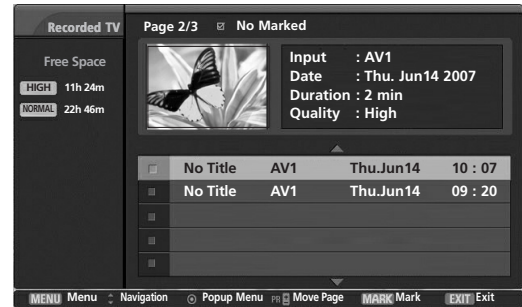 Recorded TV
Page 2/3 No Marked
Free Space
HIGH 11h 24m
NORMAL 22h 46m
Input : AV1
Date : Thu. Jun14 2007
Duration : 2 min
Quality : High
No Title AV1 Thu.Jun14 10 : 07
No Title AV1 Thu.Jun14 09 : 20
MENU Menu Navigation Popup Menu PR Move Page MARK Mark EXIT Exit